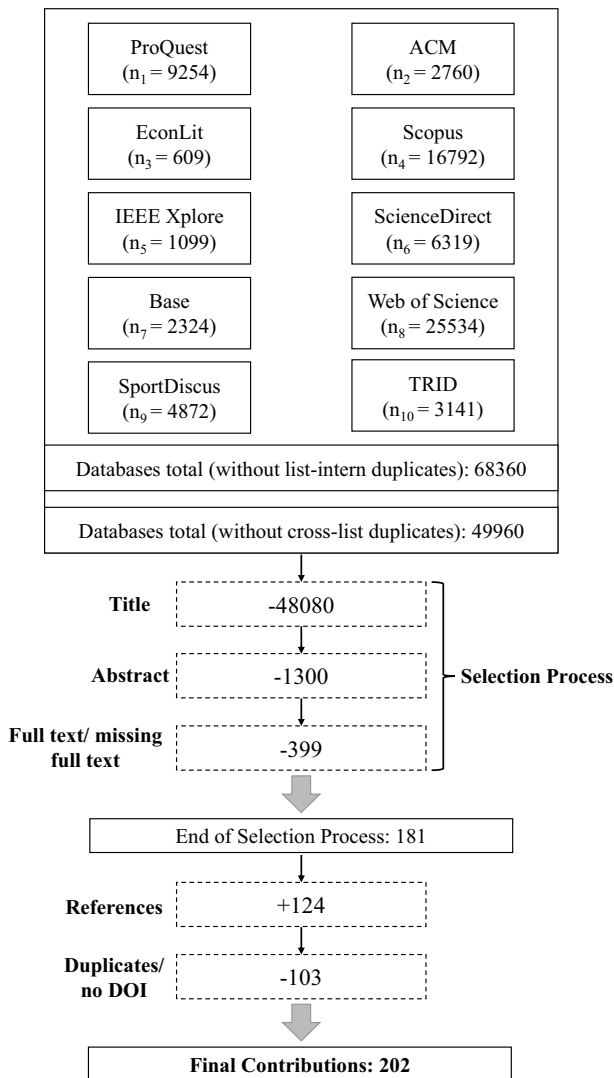 ProQuest
(n₁ = 9254)
ACM
(n₂ = 2760)
EconLit
(n₃ = 609)
Scopus
(n₄ = 16792)
IEEE Xplore
(n₅ = 1099)
ScienceDirect
(n₆ = 6319)
Base
(n₇ = 2324)
Web of Science
(n₈ = 25534)
SportDiscus
(n₉ = 4872)
TRID
(n₁₀ = 3141)
Databases total (without list-intern duplicates): 68360
Databases total (without cross-list duplicates): 49960
Title
-48080
Abstract
-1300
Selection Process
Full text/ missing
full text
-399
End of Selection Process: 181
References
+124
Duplicates/
no DOI
-103
Final Contributions: 202